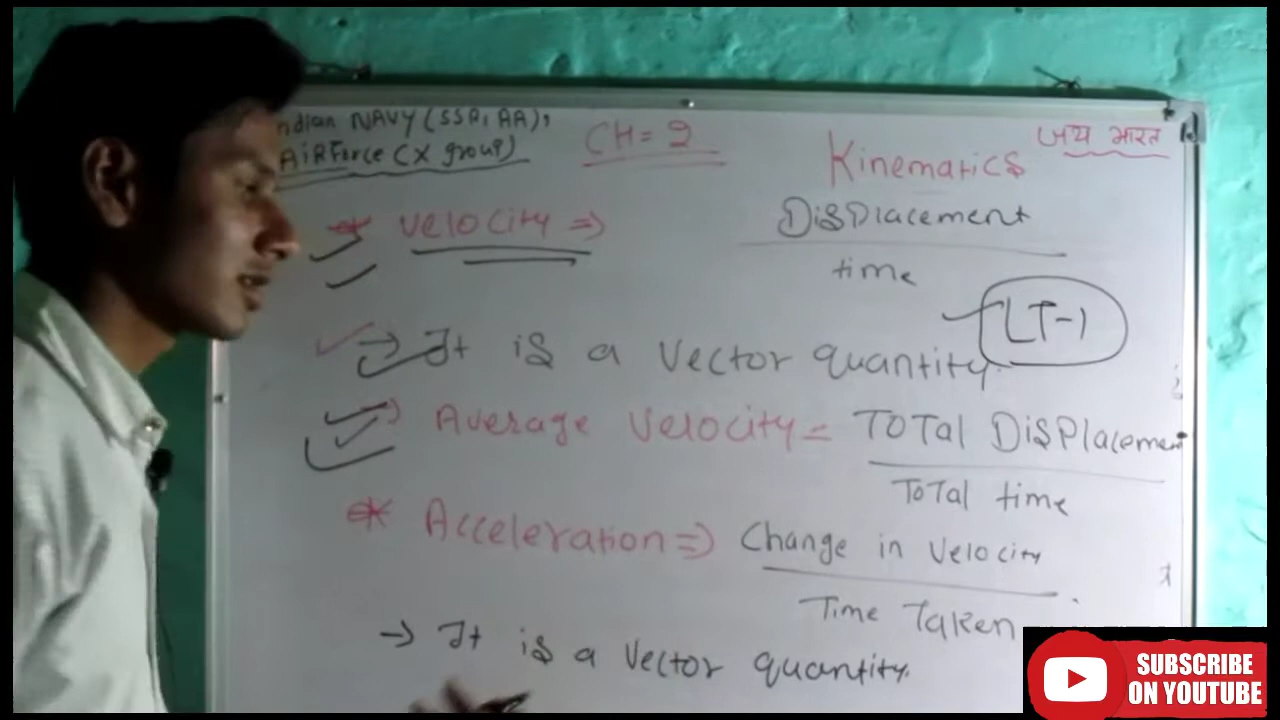 ndian NAVY (SSR, AA),
AIRForce (X group)
CH = 2
Kinematics
जय भारत
* Velocity ⇒
DiSPlacement
time
LT-1
→ It is a Vector quantity.
→ Average Velocity = TOTal DiSPlacement
ToTal time
* Acceleration ⇒ Change in Velocity
Time Taken
→ It is a Vector quantity.
SUBSCRIBE
ON YOUTUBE